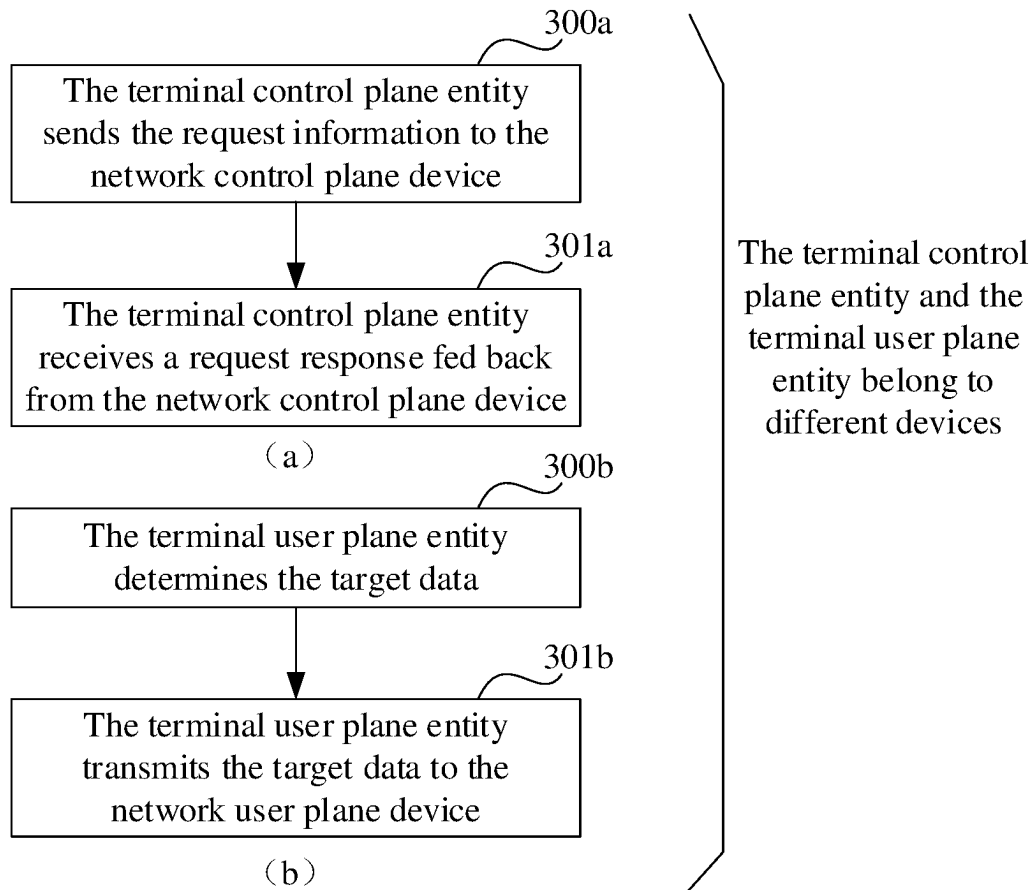 300a
The terminal control plane entity
sends the request information to the
network control plane device
301a
The terminal control plane entity
receives a request response fed back
from the network control plane device
（a）
300b
The terminal user plane entity
determines the target data
301b
The terminal user plane entity
transmits the target data to the
network user plane device
（b）
The terminal control
plane entity and the
terminal user plane
entity belong to
different devices